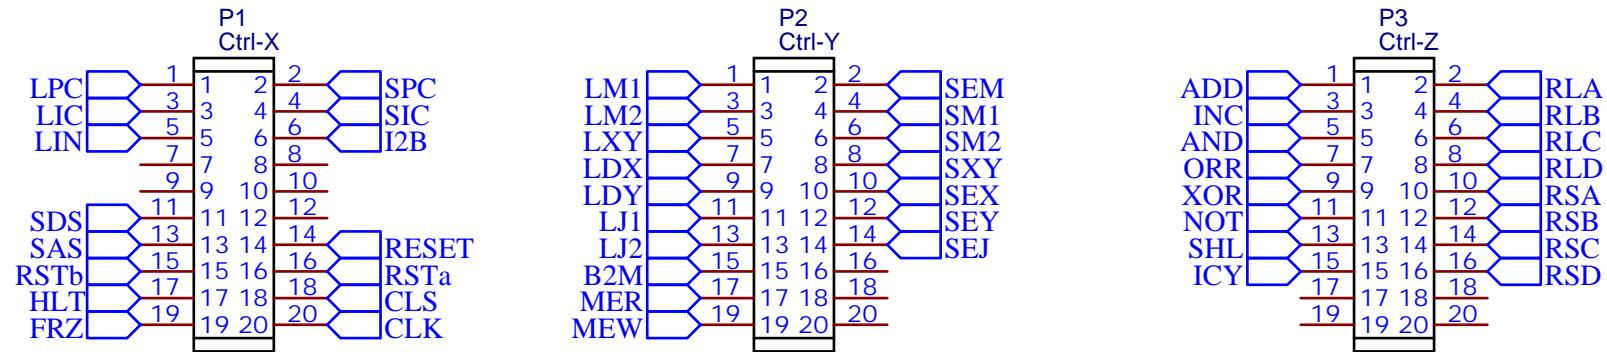 P1 P2 P3
Ctrl-X Ctrl-Y Ctrl-Z
LPC 1 1 2 2 SPC LM1 1 1 2 2 SEM ADD 1 1 2 2 RLA
LIC 3 3 4 4 SIC LM2 3 3 4 4 SM1 INC 3 3 4 4 RLB
LIN 5 5 6 6 I2B LXY 5 5 6 6 SM2 AND 5 5 6 6 RLC
7 7 8 8 LDX 7 7 8 8 SXY ORR 7 7 8 8 RLD
9 9 10 10 LDY 9 9 10 10 SEX XOR 9 9 10 10 RSA
SDS 11 11 12 12 LJ1 11 11 12 12 SEY NOT 11 11 12 12 RSB
SAS 13 13 14 14 RESET LJ2 13 13 14 14 SEJ SHL 13 13 14 14 RSC
RSTb 15 15 16 16 RSTa B2M 15 15 16 16 ICY 15 15 16 16 RSD
HLT 17 17 18 18 CLS MER 17 17 18 18 17 17 18 18
FRZ 19 19 20 20 CLK MEW 19 19 20 20 19 19 20 20